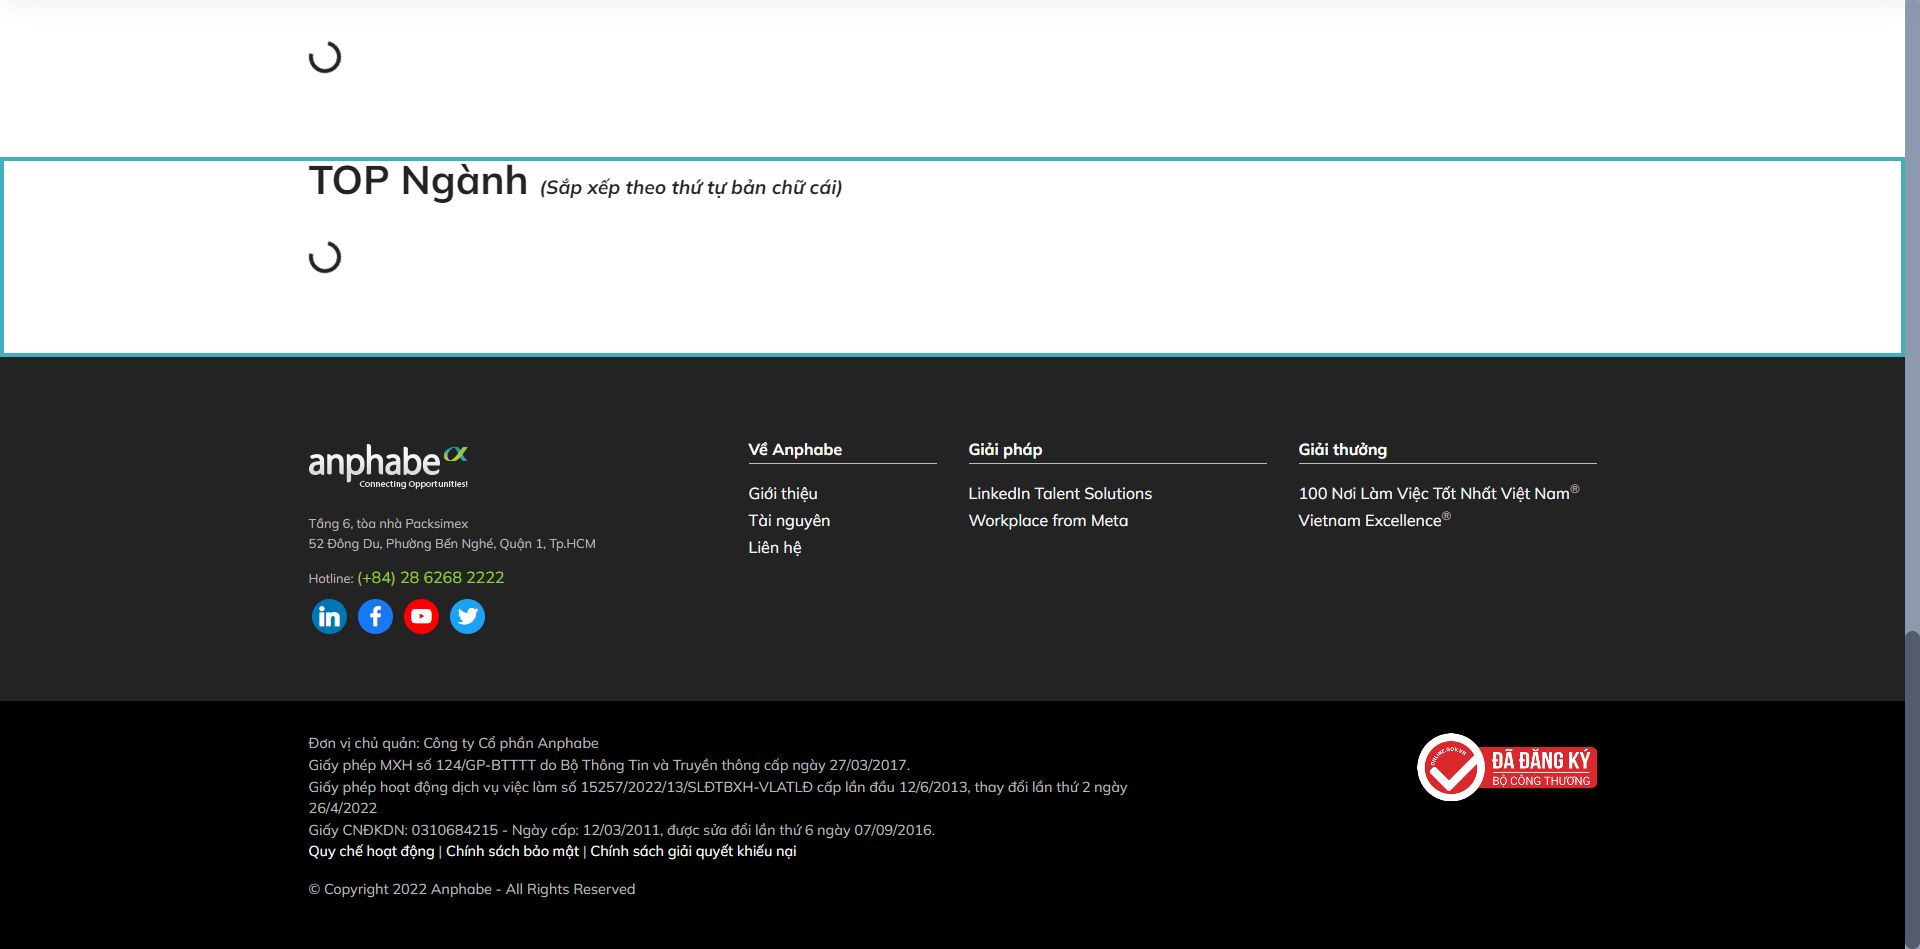 TOP Ngành (Sắp xếp theo thứ tự bản chữ cái)
anphabe
Connecting Opportunities!
Tầng 6, tòa nhà Packsimex
52 Đông Du, Phường Bến Nghé, Quận 1, Tp.HCM
Hotline: (+84) 28 6268 2222
Về Anphabe
Giới thiệu
Tài nguyên
Liên hệ
Giải pháp
LinkedIn Talent Solutions
Workplace from Meta
Giải thưởng
100 Nơi Làm Việc Tốt Nhất Việt Nam®
Vietnam Excellence®
Đơn vị chủ quản: Công ty Cổ phần Anphabe
Giấy phép MXH số 124/GP-BTTTT do Bộ Thông Tin và Truyền thông cấp ngày 27/03/2017.
Giấy phép hoạt động dịch vụ việc làm số 15257/2022/13/SLĐTBXH-VLATLĐ cấp lần đầu 12/6/2013, thay đổi lần thứ 2 ngày
26/4/2022
Giấy CNĐKDN: 0310684215 - Ngày cấp: 12/03/2011, được sửa đổi lần thứ 6 ngày 07/09/2016.
Quy chế hoạt động | Chính sách bảo mật | Chính sách giải quyết khiếu nại
© Copyright 2022 Anphabe - All Rights Reserved
ONLINE.GOV.VN
ĐÃ ĐĂNG KÝ
BỘ CÔNG THƯƠNG